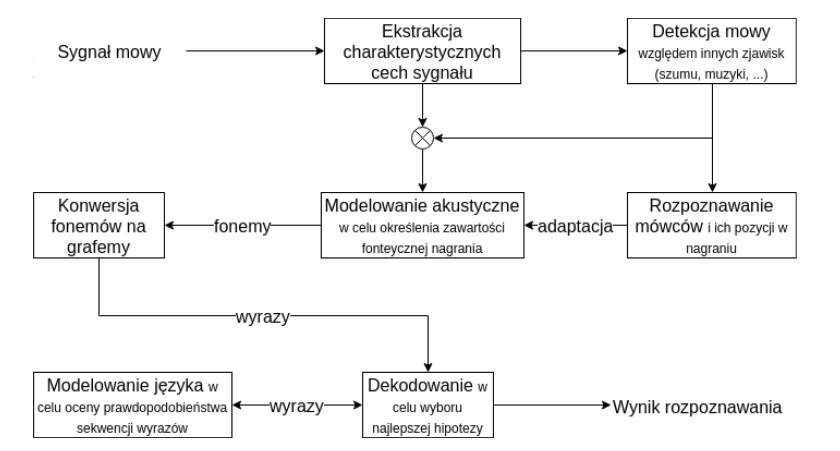 Sygnał mowy
Ekstrakcja
charakterystycznych
cech sygnału
Detekcja mowy
względem innych zjawisk
(szumu, muzyki, ...)
Konwersja
fonemów na
grafemy
fonemy
Modelowanie akustyczne
w celu określenia zawartości
fonteycznej nagrania
adaptacja
Rozpoznawanie
mówców i ich pozycji w
nagraniu
wyrazy
Modelowanie języka w
celu oceny prawdopodobieństwa
sekwencji wyrazów
wyrazy
Dekodowanie w
celu wyboru
najlepszej hipotezy
Wynik rozpoznawania